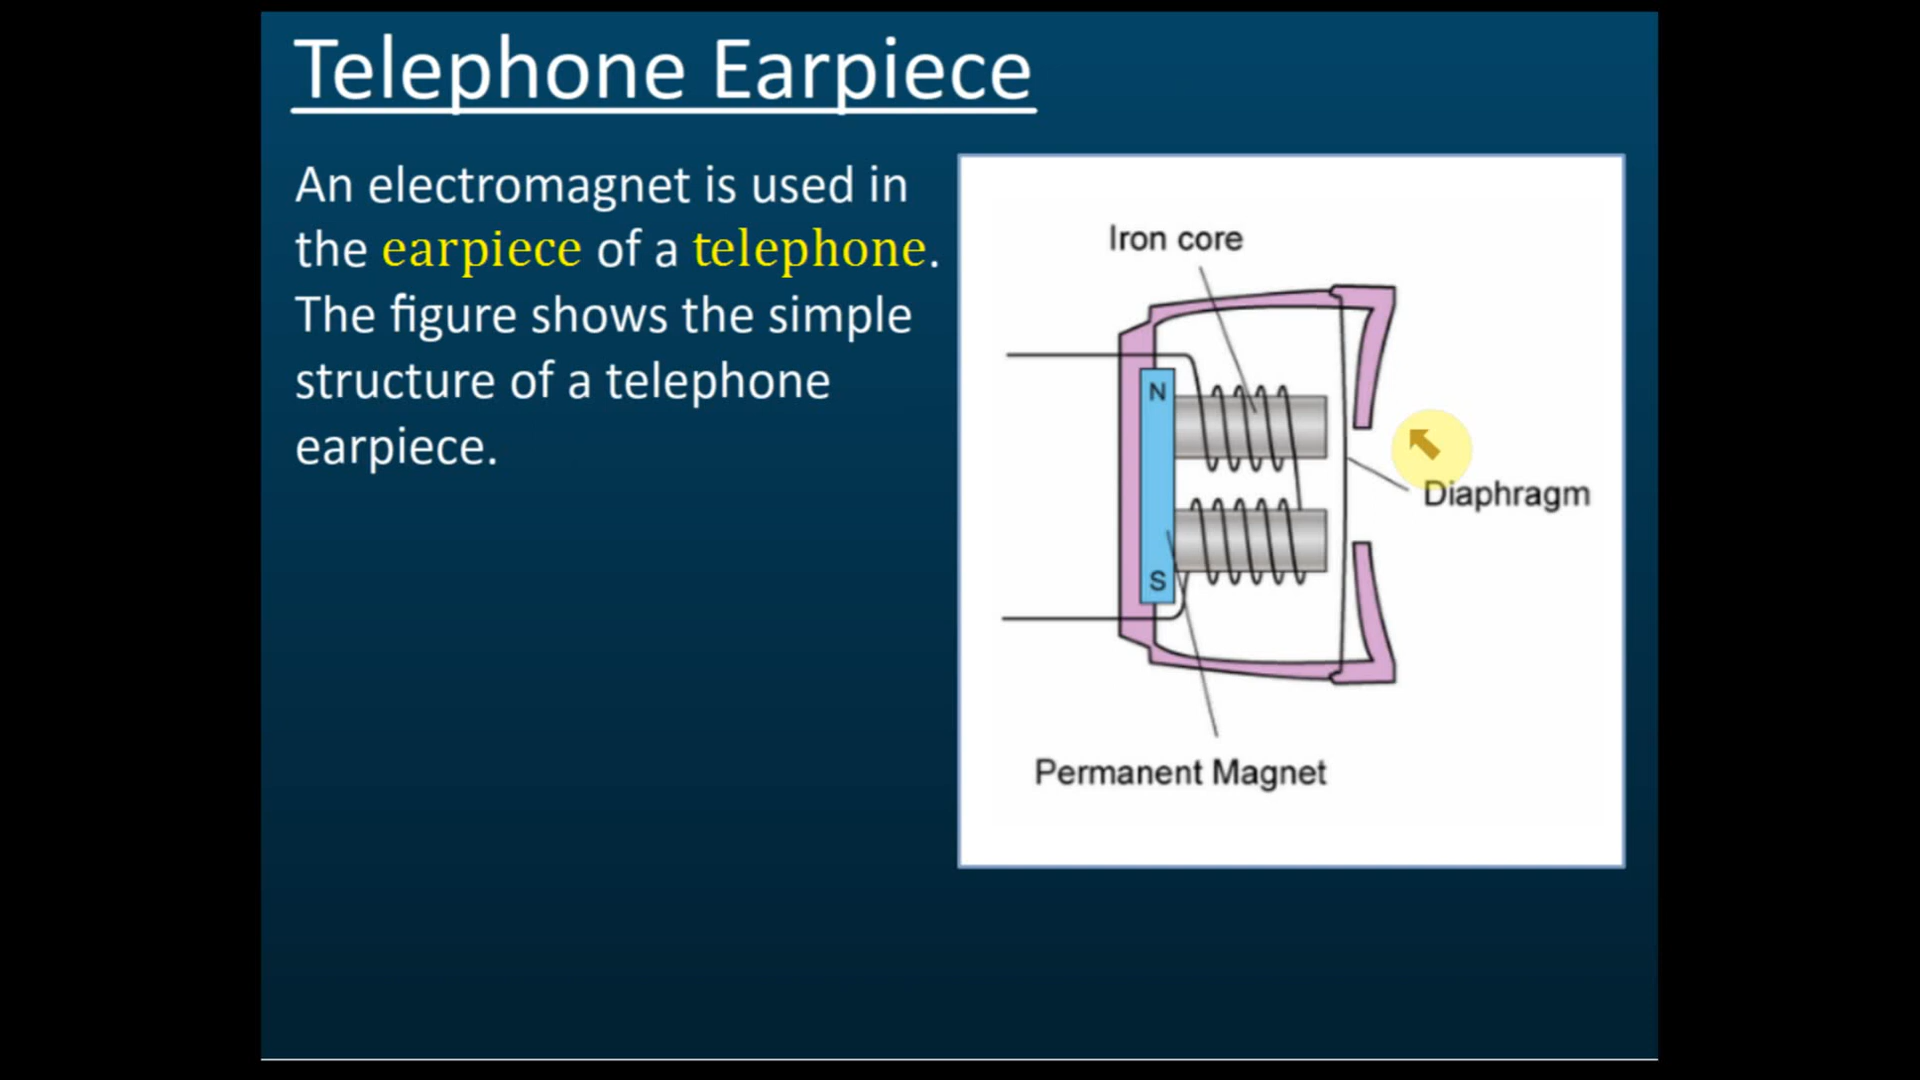 Telephone Earpiece
An electromagnet is used in
the earpiece of a telephone.
The figure shows the simple
structure of a telephone
earpiece.
Iron core
N
Diaphragm
S
Permanent Magnet